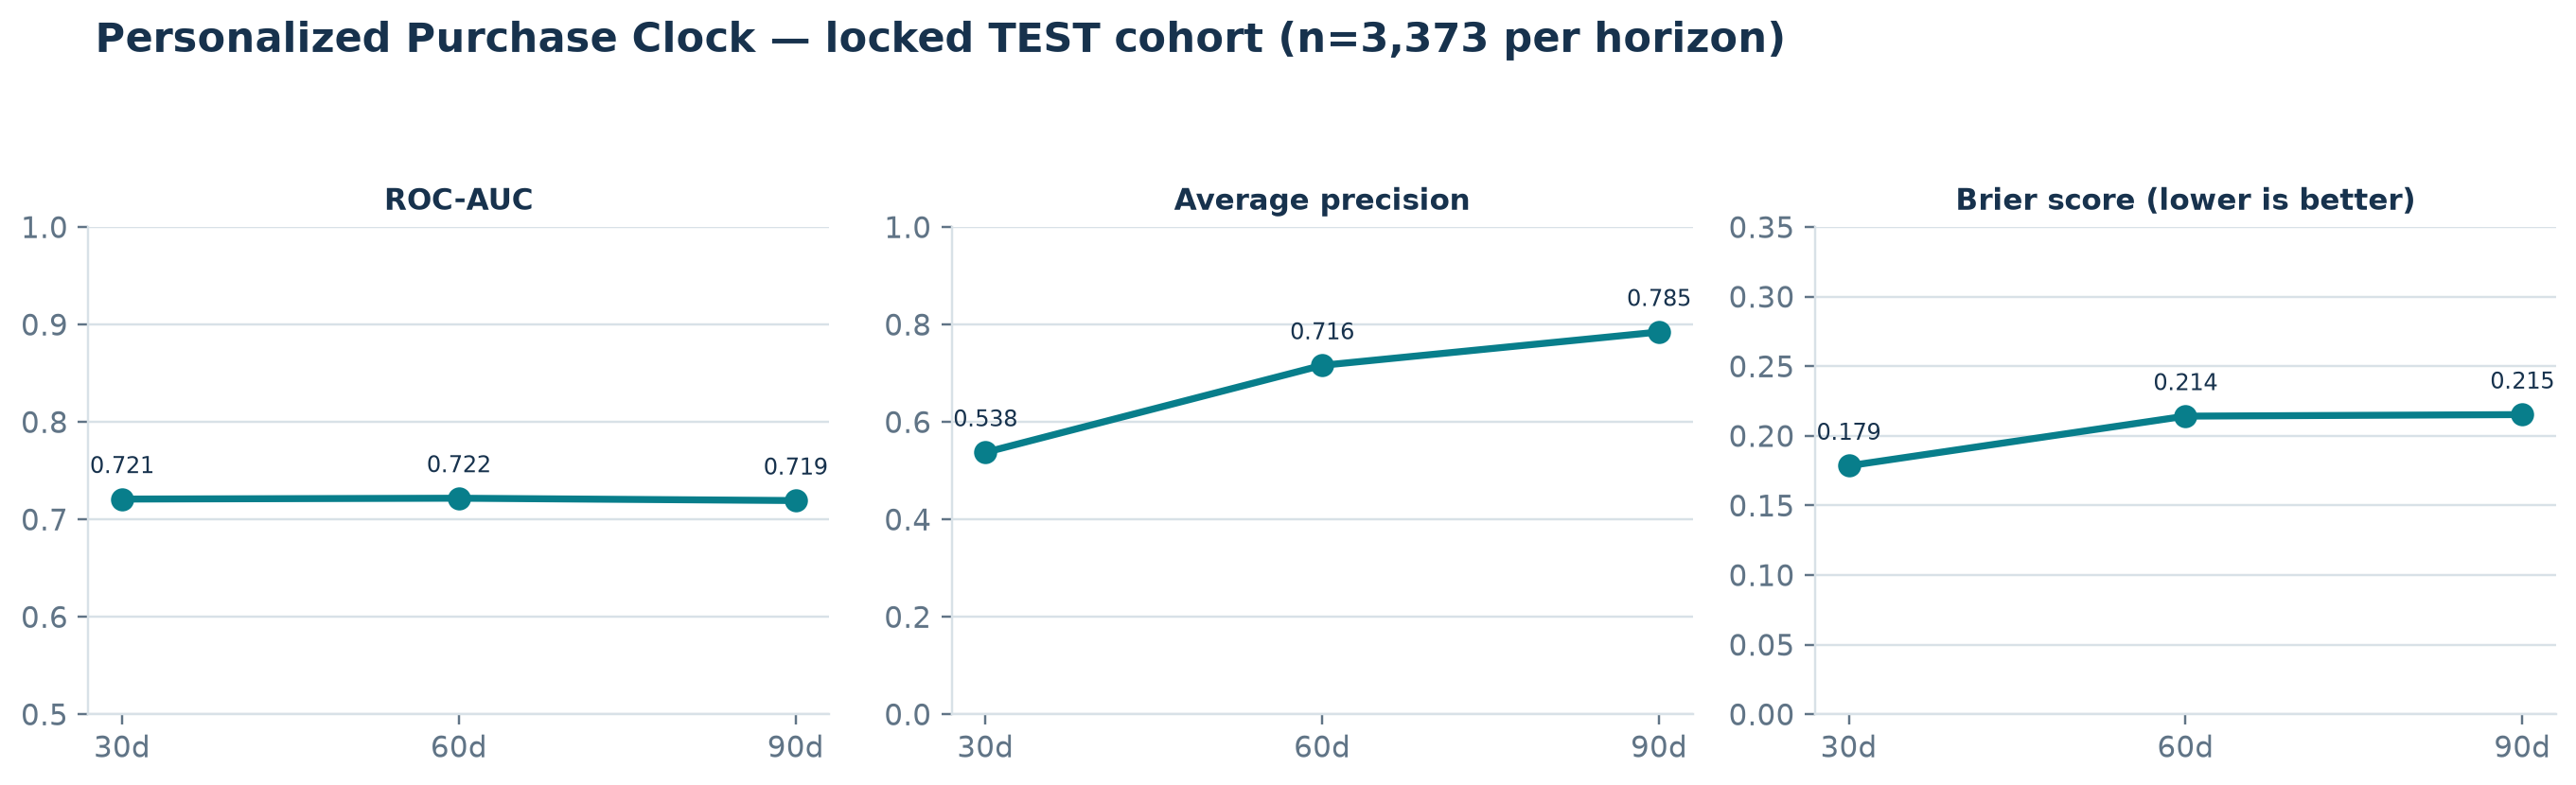 Personalized Purchase Clock — locked TEST cohort (n=3,373 per horizon)
ROC-AUC
1.0
0.9
0.8
0.7
0.6
0.5
0.721
0.722
0.719
30d
60d
90d
Average precision
1.0
0.8
0.6
0.4
0.2
0.0
0.538
0.716
0.785
30d
60d
90d
Brier score (lower is better)
0.35
0.30
0.25
0.20
0.15
0.10
0.05
0.00
0.179
0.214
0.215
30d
60d
90d